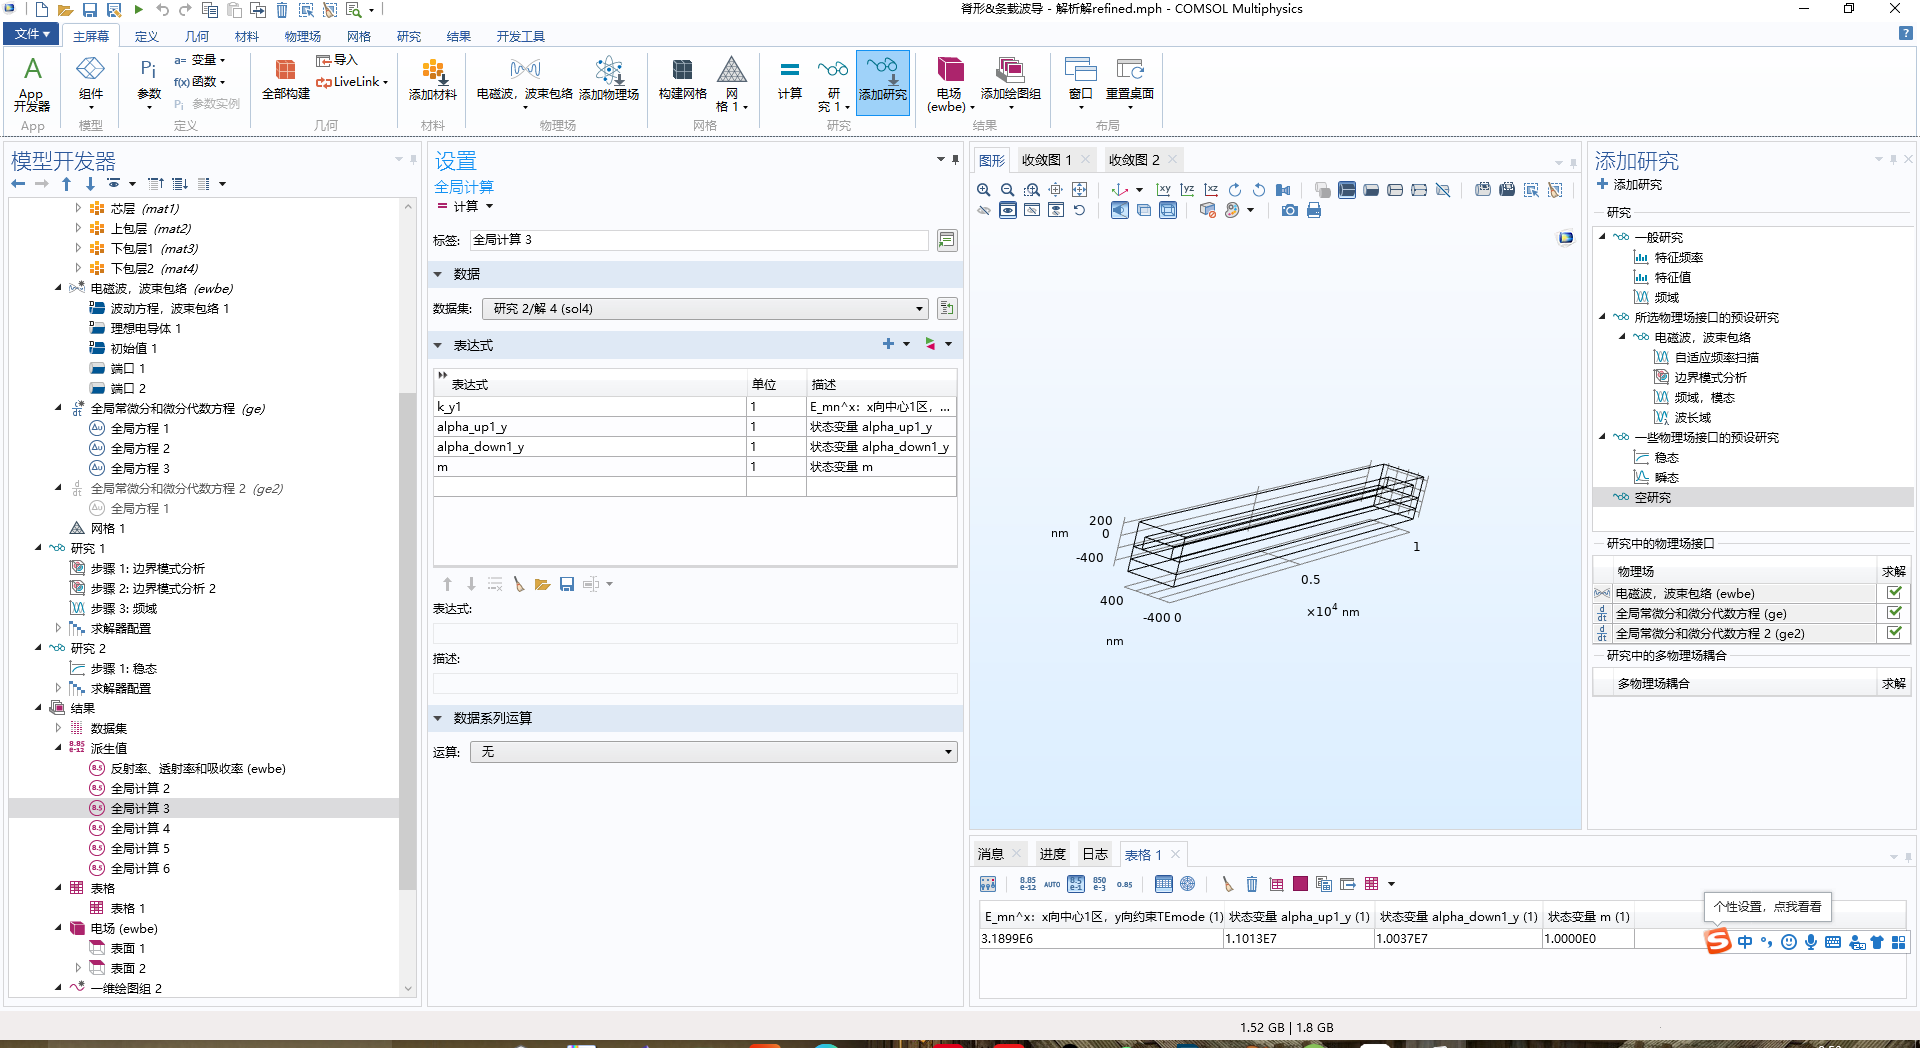 脊形&条载波导 - 解析解refined.mph - COMSOL Multiphysics
文件
主屏幕
定义
几何
材料
物理场
网格
研究
结果
开发工具
App
开发器
App
组件
模型
Pi
参数
a= 变量
f(x) 函数
Pi 参数实例
定义
全部构建
导入
LiveLink
几何
添加材料
材料
电磁波，波束包络
添加物理场
物理场
构建网格
网
格 1
网格
计算
研
究 1
添加研究
研究
电场
(ewbe)
添加绘图组
结果
窗口
重置桌面
布局
模型开发器
芯层 (mat1)
上包层 (mat2)
下包层1 (mat3)
下包层2 (mat4)
电磁波，波束包络 (ewbe)
波动方程，波束包络 1
理想电导体 1
初始值 1
端口 1
端口 2
全局常微分和微分代数方程 (ge)
全局方程 1
全局方程 2
全局方程 3
全局常微分和微分代数方程 2 (ge2)
全局方程 1
网格 1
研究 1
步骤 1: 边界模式分析
步骤 2: 边界模式分析 2
步骤 3: 频域
求解器配置
研究 2
步骤 1: 稳态
求解器配置
结果
数据集
派生值
反射率、透射率和吸收率 (ewbe)
全局计算 2
全局计算 3
全局计算 4
全局计算 5
全局计算 6
表格
表格 1
电场 (ewbe)
表面 1
表面 2
一维绘图组 2
设置
全局计算
= 计算
标签: 全局计算 3
数据
数据集: 研究 2/解 4 (sol4)
表达式
表达式 单位 描述
k_y1 1 E_mn^x：x向中心1区，...
alpha_up1_y 1 状态变量 alpha_up1_y
alpha_down1_y 1 状态变量 alpha_down1_y
m 1 状态变量 m
表达式:
描述:
数据系列运算
运算: 无
图形
收敛图 1
收敛图 2
xy yz xz
200
nm 0
-400
400
-400 0
nm
1
0.5
×10⁴ nm
消息
进度
日志
表格 1
8.85
e-12
AUTO
8.5
e-1
850
e-3
0.85
E_mn^x：x向中心1区，y向约束TEmode (1) 状态变量 alpha_up1_y (1) 状态变量 alpha_down1_y (1) 状态变量 m (1)
3.1899E6 1.1013E7 1.0037E7 1.0000E0
添加研究
添加研究
研究
一般研究
特征频率
特征值
频域
所选物理场接口的预设研究
电磁波，波束包络
自适应频率扫描
边界模式分析
频域，模态
波长域
一些物理场接口的预设研究
稳态
瞬态
空研究
研究中的物理场接口
物理场 求解
电磁波，波束包络 (ewbe)
全局常微分和微分代数方程 (ge)
全局常微分和微分代数方程 2 (ge2)
研究中的多物理场耦合
多物理场耦合 求解
个性设置，点我看看
中
1.52 GB | 1.8 GB